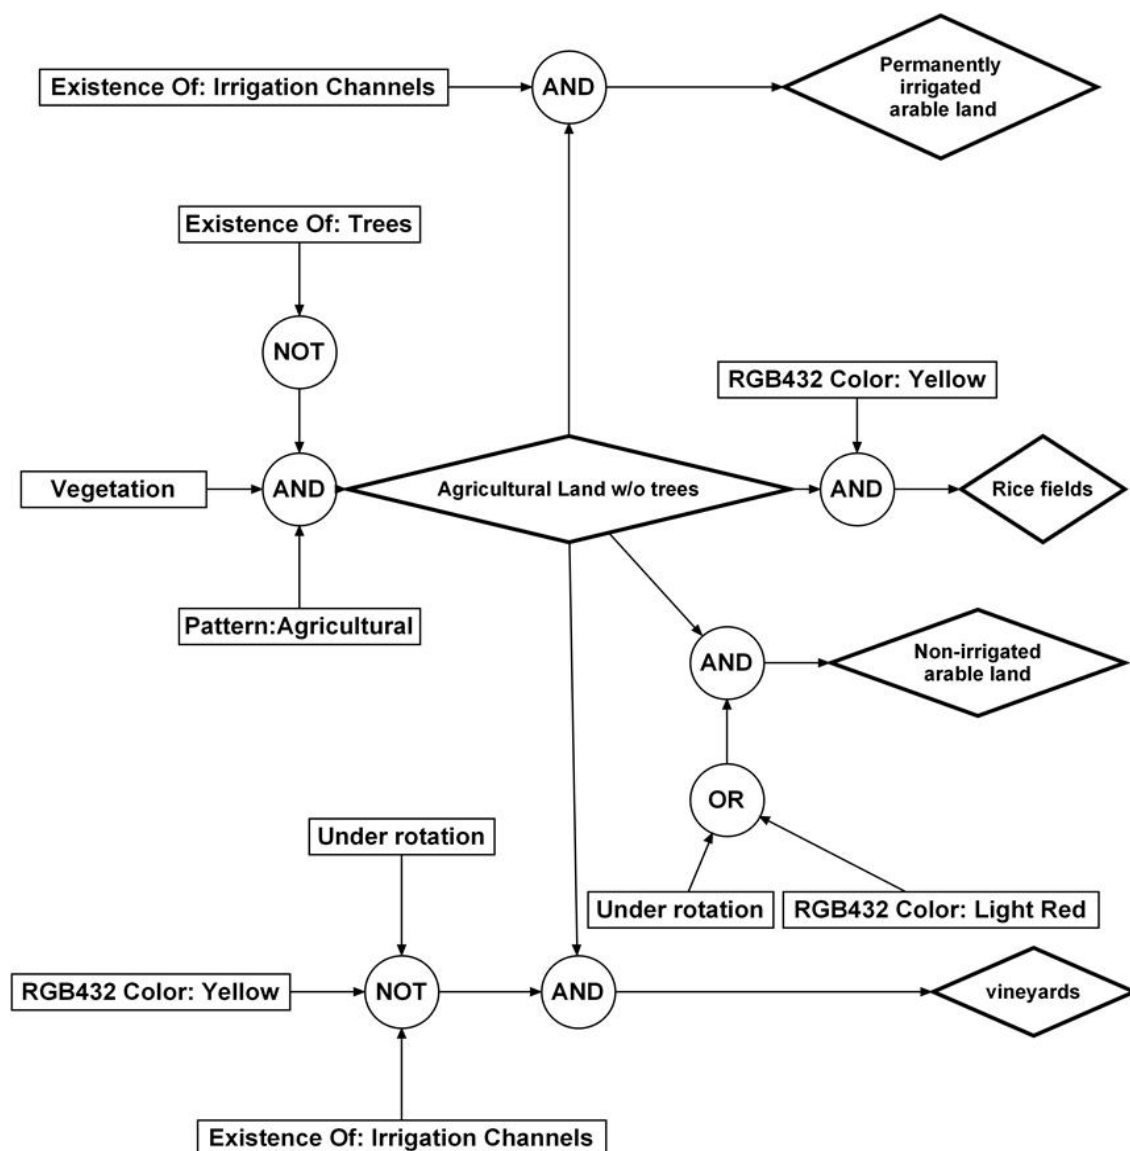 Existence Of: Irrigation Channels
AND
Permanently
irrigated
arable land
Existence Of: Trees
NOT
RGB432 Color: Yellow
Vegetation
AND
Agricultural Land w/o trees
AND
Rice fields
Pattern:Agricultural
AND
Non-irrigated
arable land
OR
Under rotation
Under rotation
RGB432 Color: Light Red
RGB432 Color: Yellow
NOT
AND
vineyards
Existence Of: Irrigation Channels